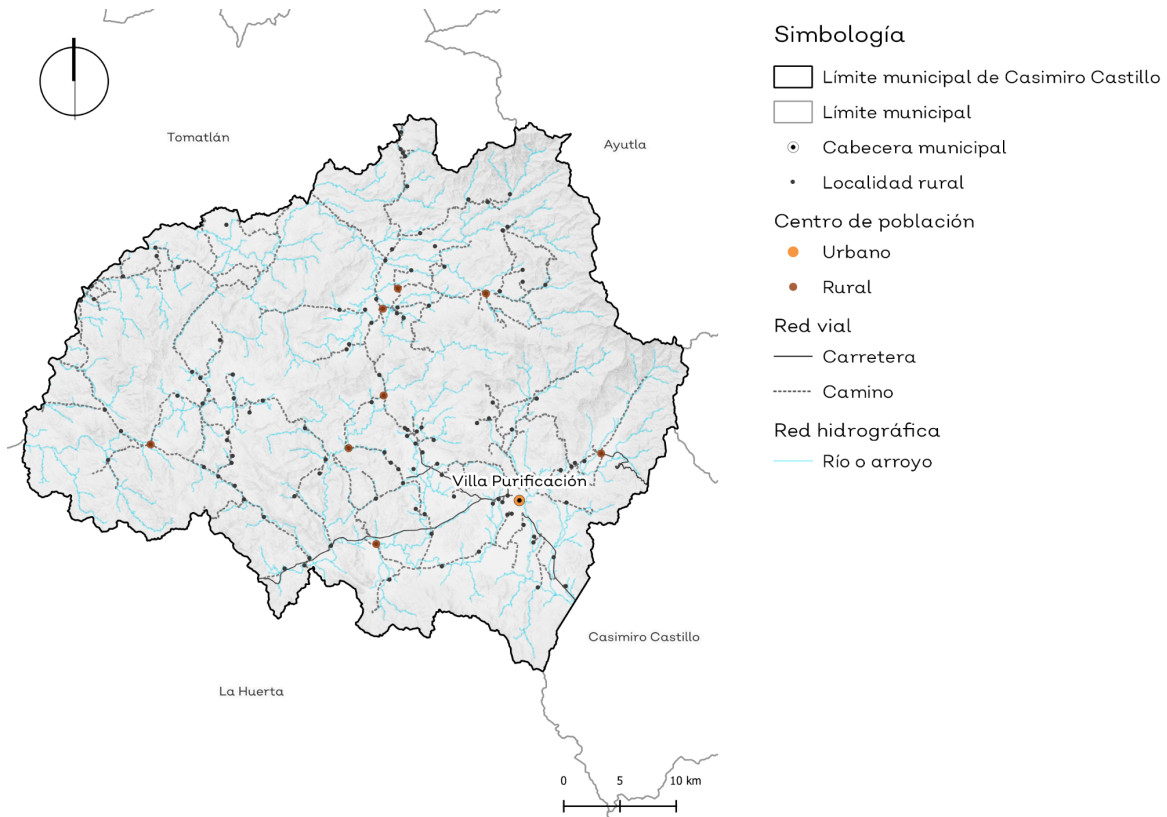 Tomatlán
Ayutla
Villa Purificación
Casimiro Castillo
La Huerta
0 5 10 km
Simbología
Límite municipal de Casimiro Castillo
Límite municipal
Cabecera municipal
Localidad rural
Centro de población
Urbano
Rural
Red vial
Carretera
Camino
Red hidrográfica
Río o arroyo